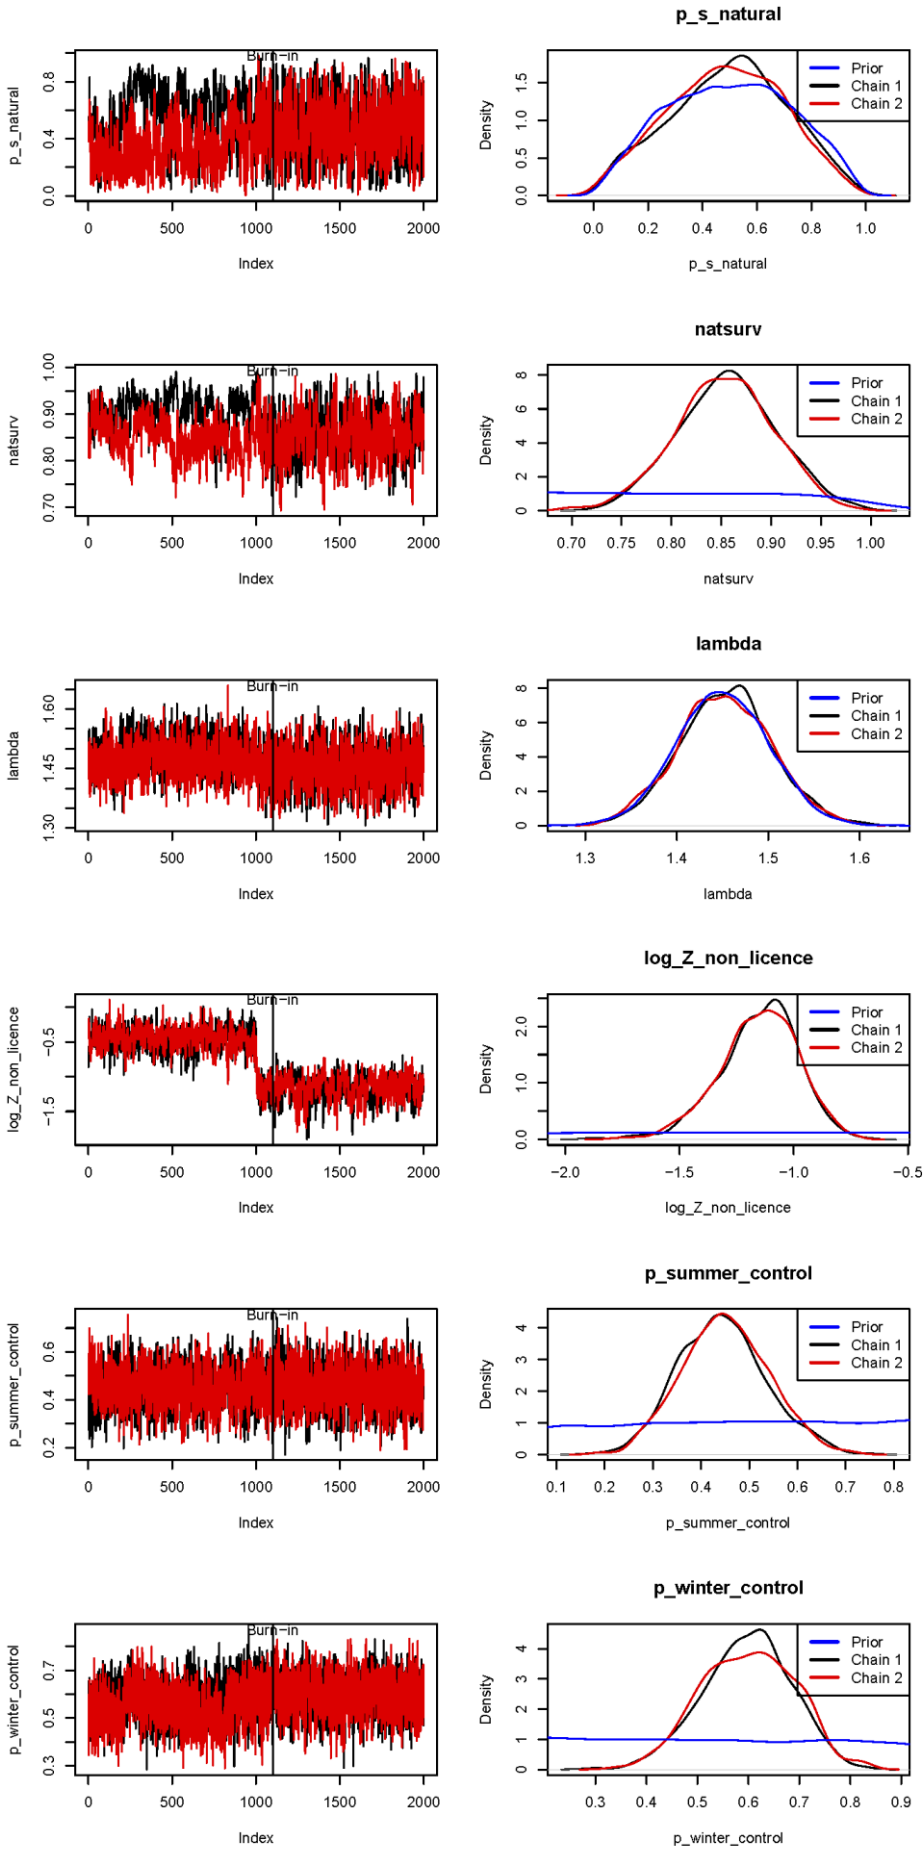 p_s_natural
Burn-in
p_s_natural
0.0 0.4 0.8
0 500 1000 1500 2000
Index
Density
0.0 0.5 1.0 1.5
Prior
Chain 1
Chain 2
0.0 0.2 0.4 0.6 0.8 1.0
p_s_natural
natsurv
Burn-in
natsurv
0.70 0.80 0.90 1.00
0 500 1000 1500 2000
Index
Density
0 2 4 6 8
Prior
Chain 1
Chain 2
0.70 0.75 0.80 0.85 0.90 0.95 1.00
natsurv
lambda
Burn-in
lambda
1.30 1.45 1.60
0 500 1000 1500 2000
Index
Density
0 2 4 6 8
Prior
Chain 1
Chain 2
1.3 1.4 1.5 1.6
lambda
log_Z_non_licence
Burn-in
log_Z_non_licence
−1.5 −0.5
0 500 1000 1500 2000
Index
Density
0.0 1.0 2.0
Prior
Chain 1
Chain 2
−2.0 −1.5 −1.0 −0.5
log_Z_non_licence
p_summer_control
Burn-in
p_summer_control
0.2 0.4 0.6
0 500 1000 1500 2000
Index
Density
0 1 2 3 4
Prior
Chain 1
Chain 2
0.1 0.2 0.3 0.4 0.5 0.6 0.7 0.8
p_summer_control
p_winter_control
Burn-in
p_winter_control
0.3 0.5 0.7
0 500 1000 1500 2000
Index
Density
0 1 2 3 4
Prior
Chain 1
Chain 2
0.3 0.4 0.5 0.6 0.7 0.8 0.9
p_winter_control